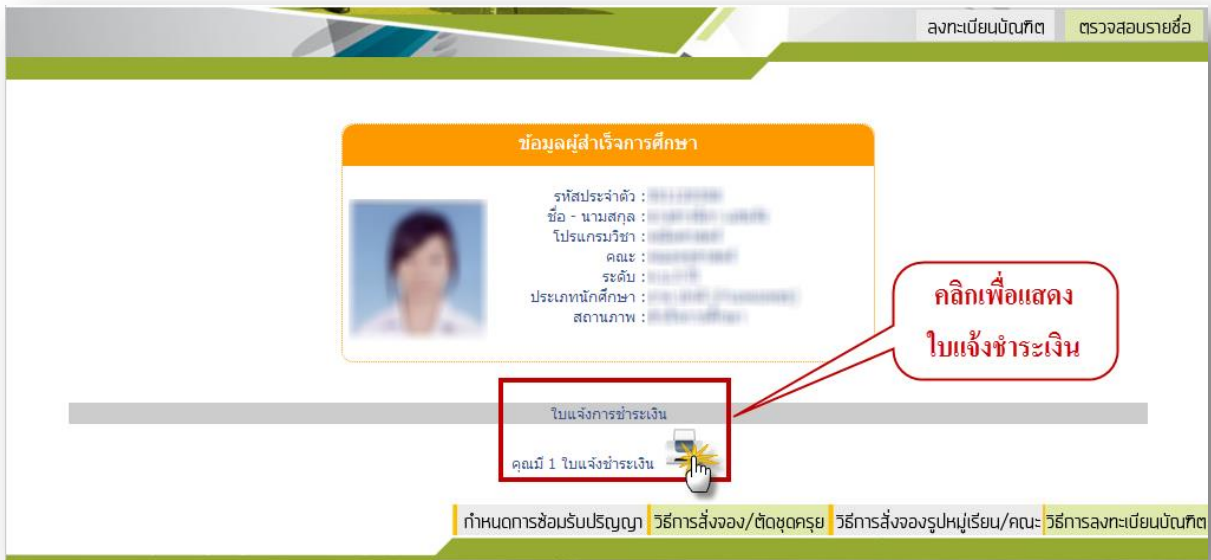 ลงทะเบียนบัณฑิต ตรวจสอบรายชื่อ
ข้อมูลผู้สำเร็จการศึกษา
รหัสประจำตัว :
ชื่อ - นามสกุล :
โปรแกรมวิชา :
คณะ :
ระดับ :
ประเภทนักศึกษา :
สถานภาพ :
คลิกเพื่อแสดง
ใบแจ้งชำระเงิน
ใบแจ้งการชำระเงิน
คุณมี 1 ใบแจ้งชำระเงิน
กำหนดการซ้อมรับปริญญา วิธีการสั่งจอง/ตัดชุดครุย วิธีการสั่งจองรูปหมู่เรียน/คณะ วิธีการลงทะเบียนบัณฑิต